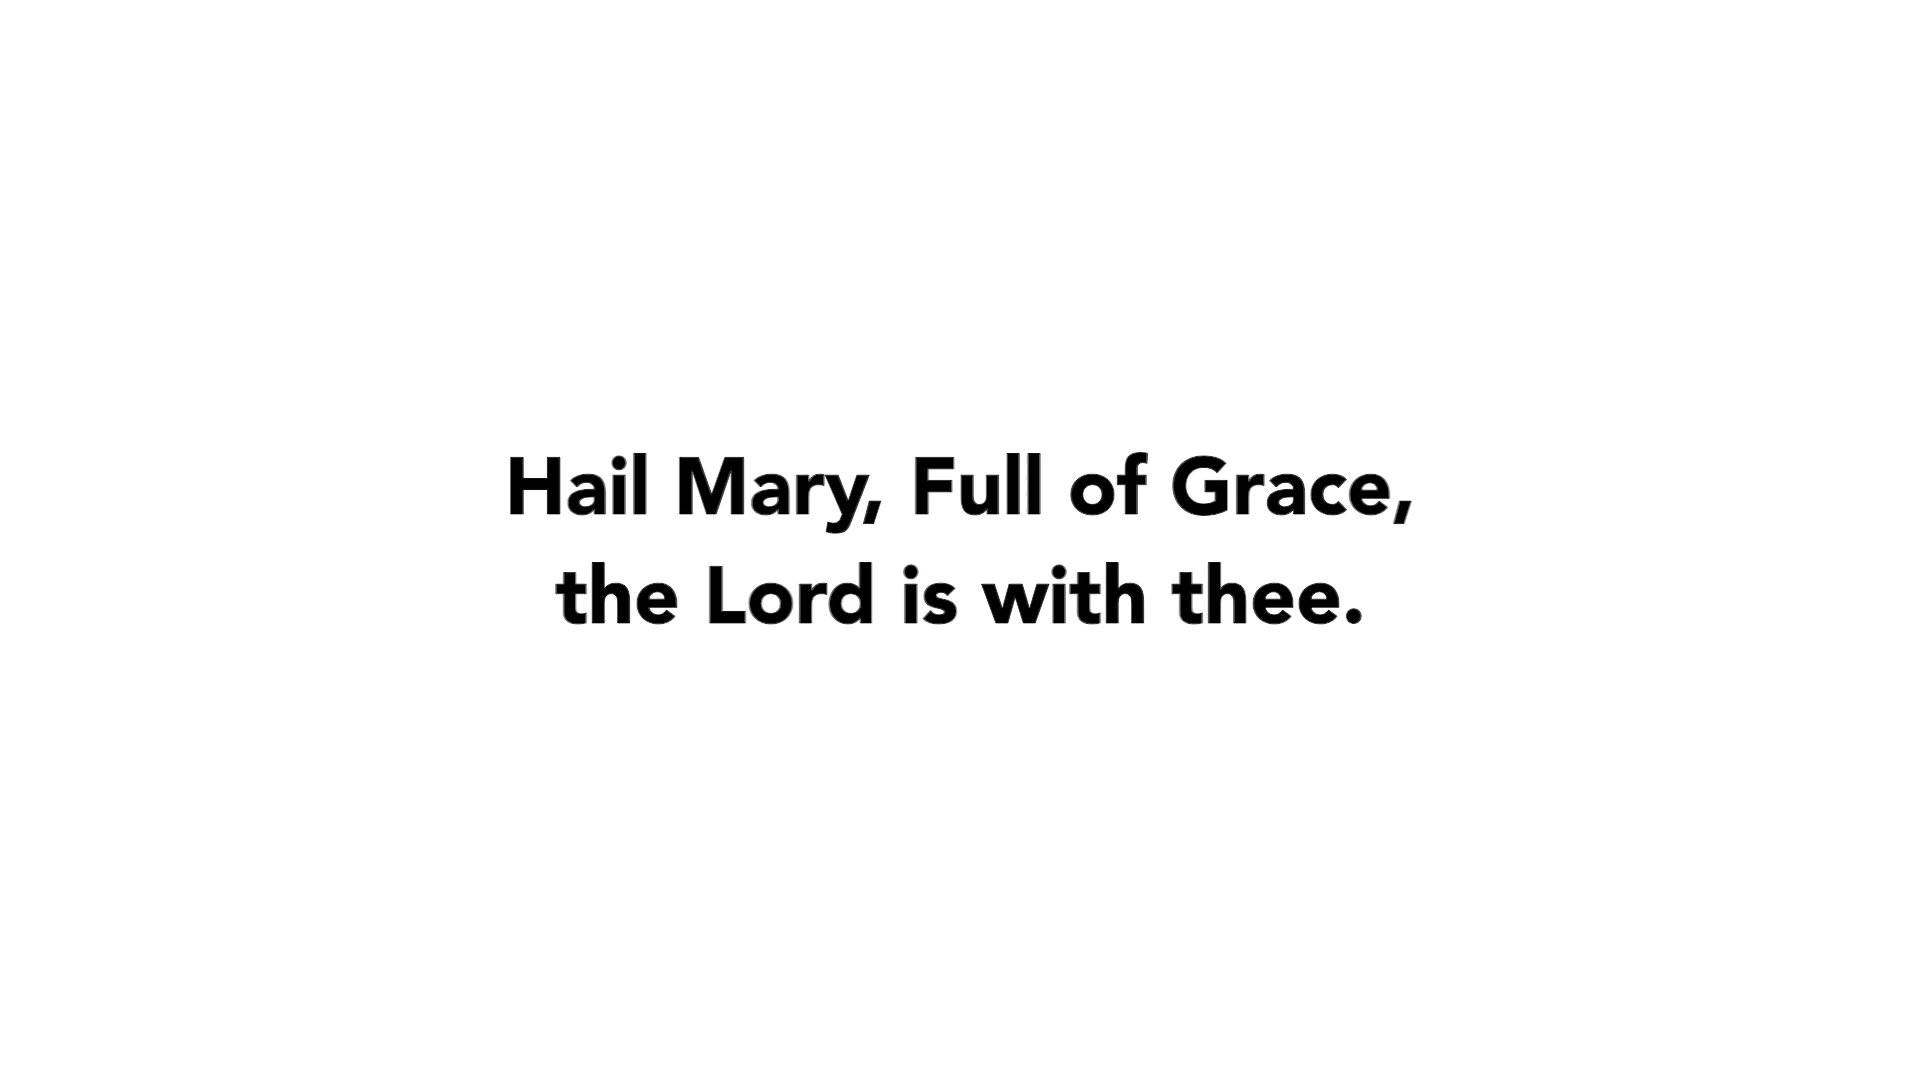 Hail Mary, Full of Grace,
the Lord is with thee.